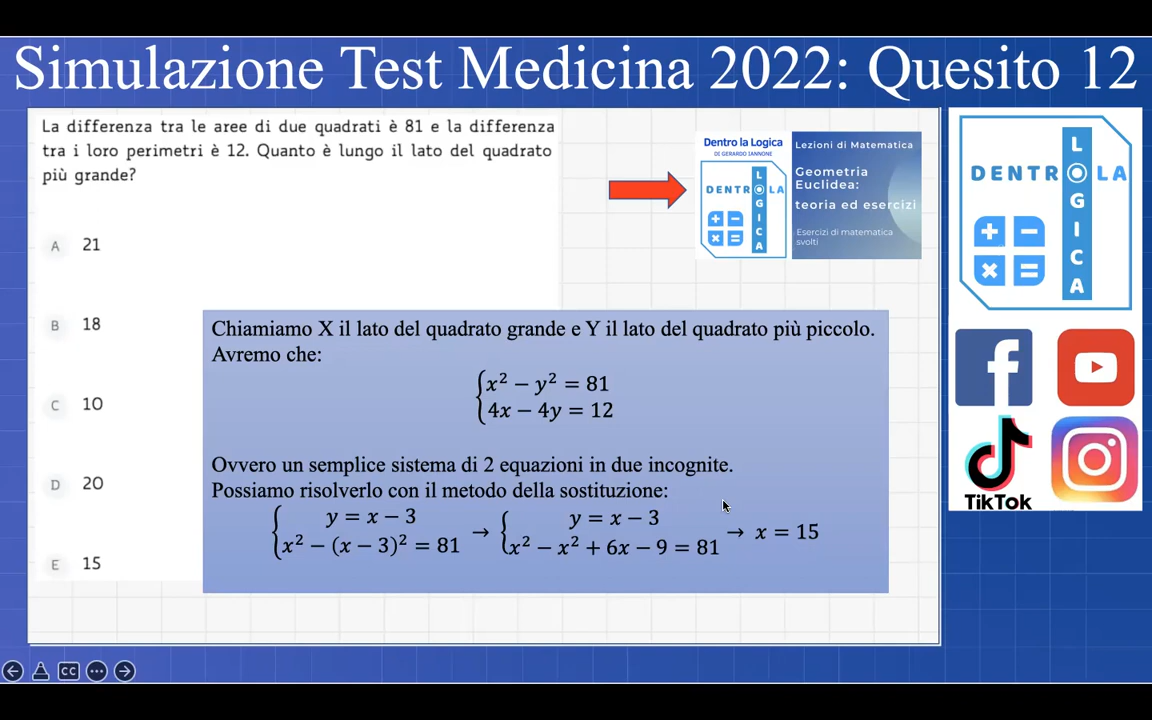 Simulazione Test Medicina 2022: Quesito 12
La differenza tra le aree di due quadrati è 81 e la differenza
tra i loro perimetri è 12. Quanto è lungo il lato del quadrato
più grande?
A 21
B 18
C 10
D 20
E 15
Dentro la Logica
DI GERARDO IANNONE
DENTRO LA
LOGICA
Lezioni di Matematica
Geometria
Euclidea:
teoria ed esercizi
Esercizi di matematica
svolti
Chiamiamo X il lato del quadrato grande e Y il lato del quadrato più piccolo.
Avremo che:
x² − y² = 81
4x − 4y = 12
Ovvero un semplice sistema di 2 equazioni in due incognite.
Possiamo risolverlo con il metodo della sostituzione:
{ y = x − 3 → { y = x − 3 → x = 15
x² − (x − 3)² = 81 x² − x² + 6x − 9 = 81
DENTRO LA
LOGICA
TikTok
CC